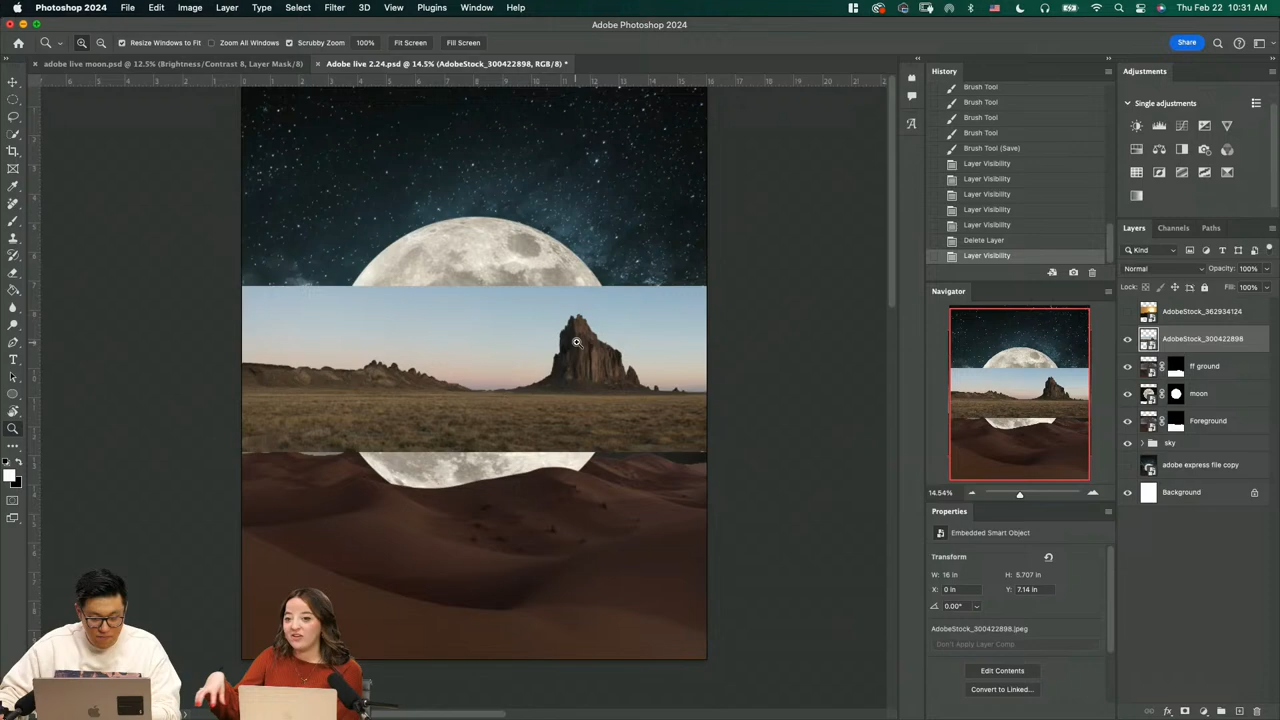 Photoshop 2024 File Edit Image Layer Type Select Filter 3D View Plugins Window Help Thu Feb 22 10:31 AM
Adobe Photoshop 2024
Resize Windows to Fit Zoom All Windows Scrubby Zoom 100% Fit Screen Fill Screen Share
adobe live moon.psd @ 12.5% (Brightness/Contrast 8, Layer Mask/8) Adobe live 2.24.psd @ 14.5% (AdobeStock_300422898, RGB/8) *
History
Brush Tool
Brush Tool
Brush Tool
Brush Tool
Brush Tool (Save)
Layer Visibility
Layer Visibility
Layer Visibility
Layer Visibility
Layer Visibility
Delete Layer
Layer Visibility
Navigator
14.54%
Properties
Embedded Smart Object
Transform
W: 16 in H: 5.707 in
X: 0 in Y: 7.14 in
0.00°
AdobeStock_300422898.jpeg
Don't Apply Layer Comp
Edit Contents
Convert to Linked...
Adjustments
Single adjustments
Layers Channels Paths
Kind
Normal Opacity: 100%
Lock: Fill: 100%
AdobeStock_362934124
AdobeStock_300422898
ff ground
moon
Foreground
sky
adobe express file copy
Background